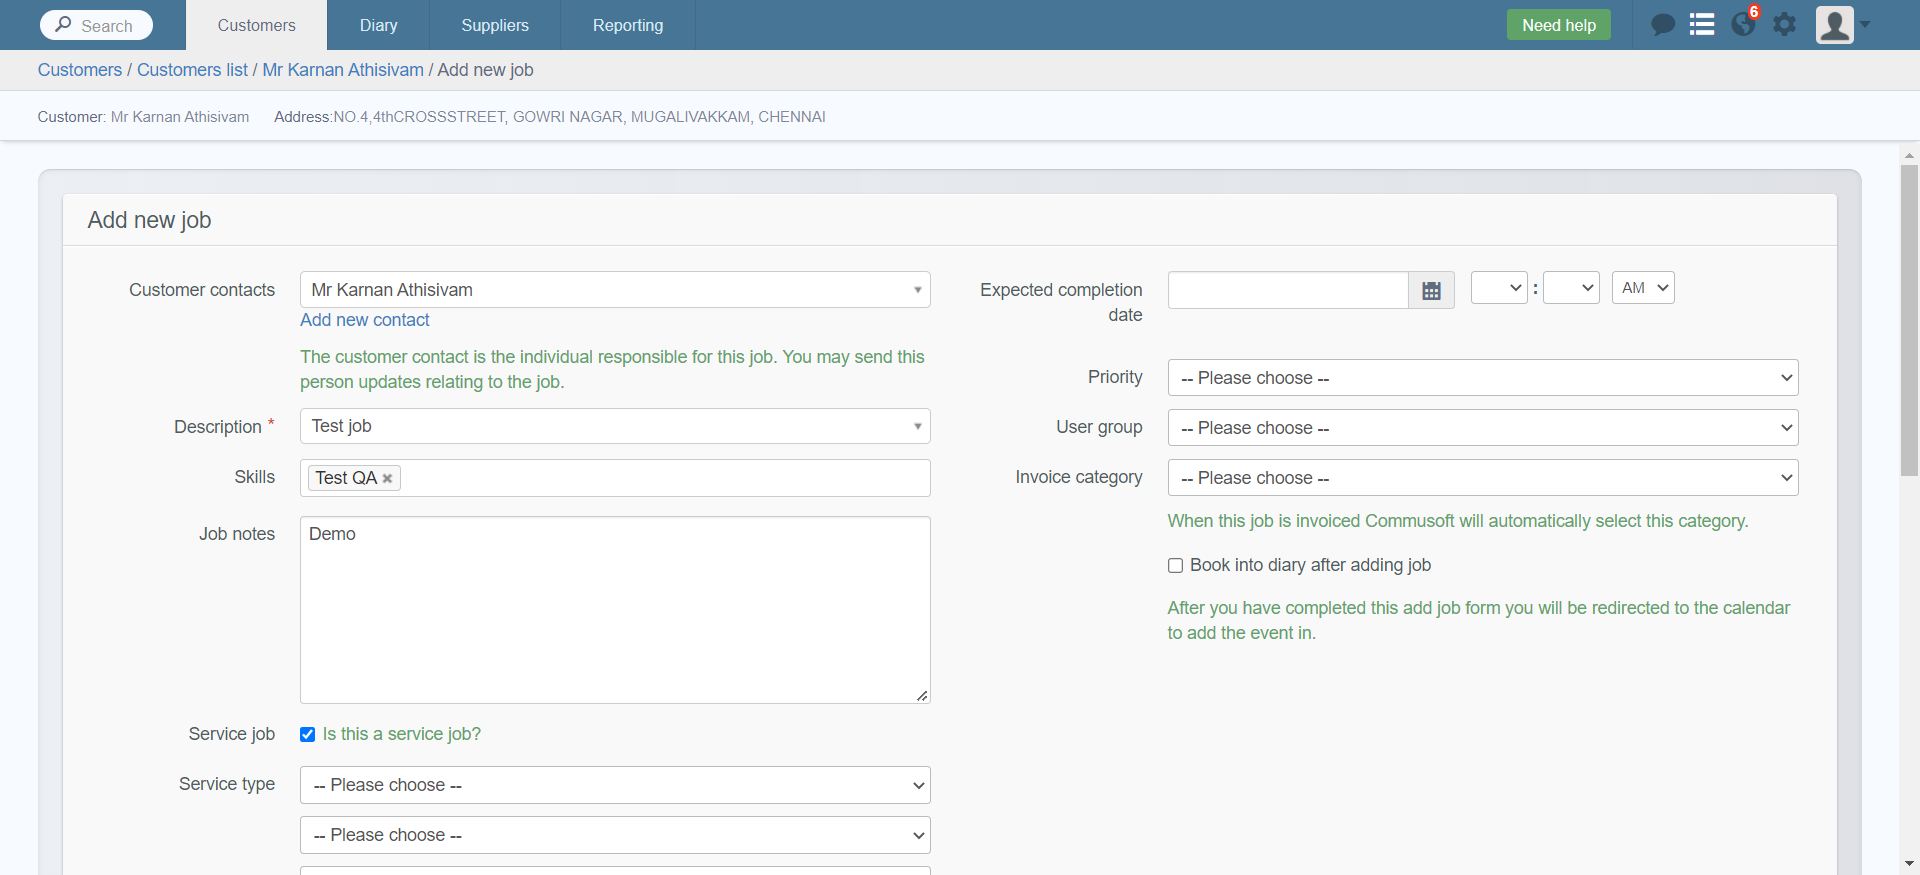 Search
Customers
Diary
Suppliers
Reporting
Need help
6
Customers / Customers list / Mr Karnan Athisivam / Add new job
Customer: Mr Karnan Athisivam
Address:NO.4,4thCROSSSTREET, GOWRI NAGAR, MUGALIVAKKAM, CHENNAI
Add new job
Customer contacts
Mr Karnan Athisivam
Add new contact
The customer contact is the individual responsible for this job. You may send this
person updates relating to the job.
Description *
Test job
Skills
Test QA
Job notes
Demo
Service job
Is this a service job?
Service type
-- Please choose --
-- Please choose --
Expected completion
date
:
AM
Priority
-- Please choose --
User group
-- Please choose --
Invoice category
-- Please choose --
When this job is invoiced Commusoft will automatically select this category.
Book into diary after adding job
After you have completed this add job form you will be redirected to the calendar
to add the event in.